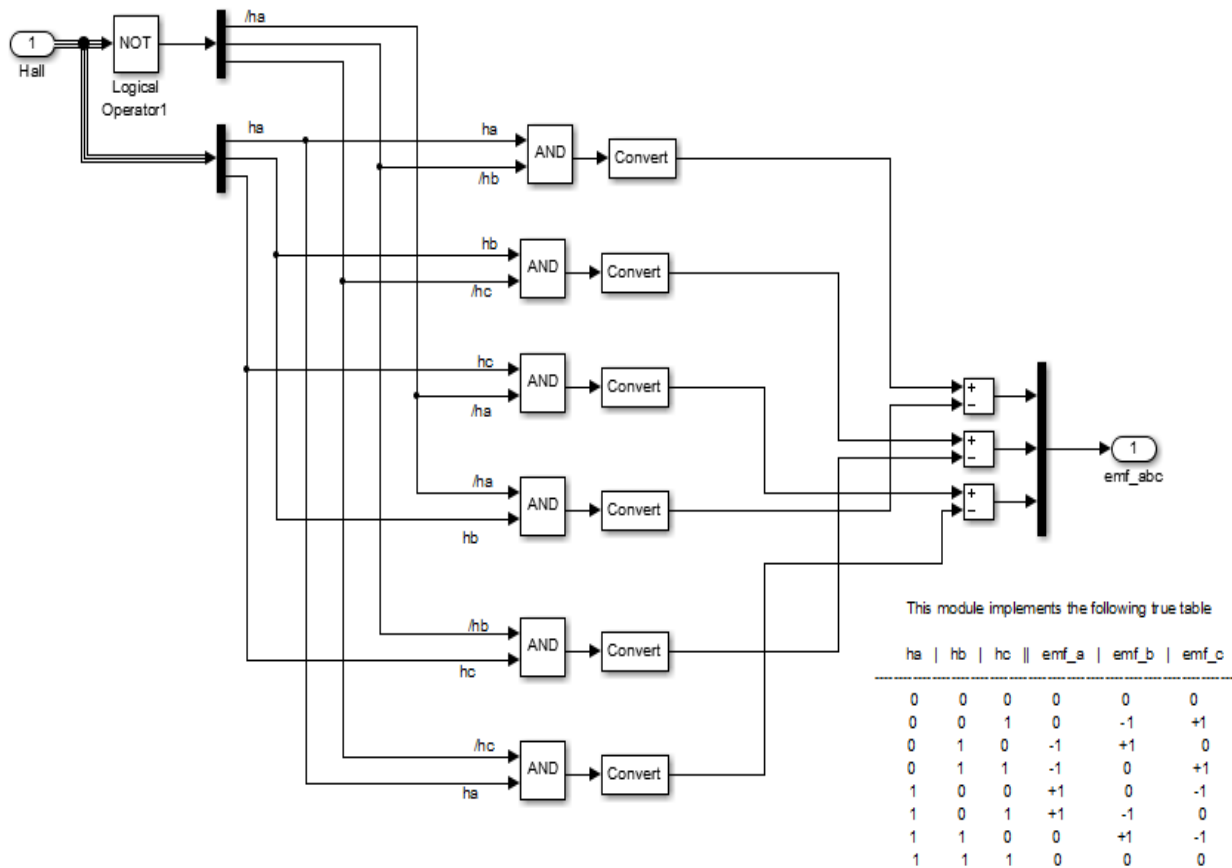 1
Hall
NOT
Logical
Operator1
/ha
ha
ha
/hb
AND
Convert
hb
/hc
AND
Convert
hc
/ha
AND
Convert
/ha
hb
AND
Convert
/hb
hc
AND
Convert
/hc
ha
AND
Convert
+
−
+
−
+
−
1
emf_abc
This module implements the following true table
ha | hb | hc || emf_a | emf_b | emf_c
0 0 0 0 0 0
0 0 1 0 -1 +1
0 1 0 -1 +1 0
0 1 1 -1 0 +1
1 0 0 +1 0 -1
1 0 1 +1 -1 0
1 1 0 0 +1 -1
1 1 1 0 0 0